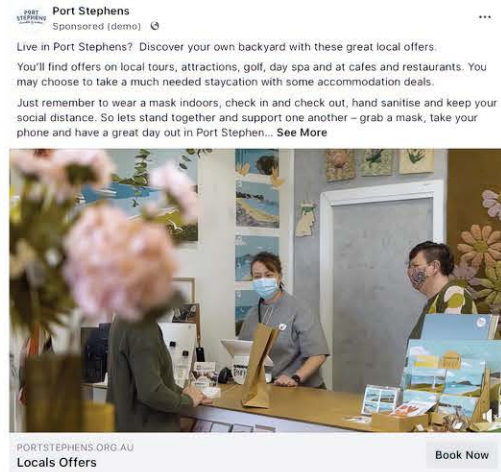 PORT
STEPHENS
Port Stephens
Sponsored (demo)
Live in Port Stephens?  Discover your own backyard with these great local offers.
You'll find offers on local tours, attractions, golf, day spa and at cafes and restaurants. You
may choose to take a much needed staycation with some accommodation deals.
Just remember to wear a mask indoors, check in and check out, hand sanitise and keep your
social distance. So lets stand together and support one another – grab a mask, take your
phone and have a great day out in Port Stephen... See More
PORTSTEPHENS.ORG.AU
Locals Offers
Book Now